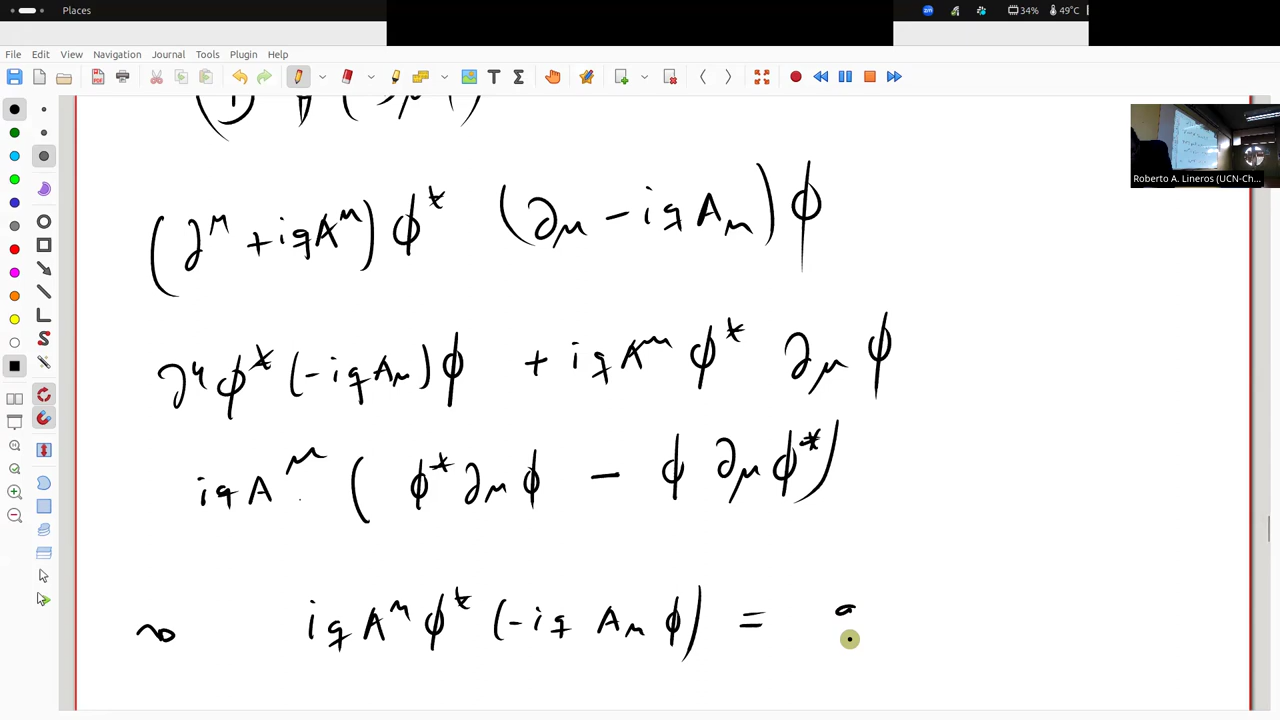 Places
34% 49°C
File Edit View Navigation Journal Tools Plugin Help
(∂^μ + iqA^μ) φ* (∂_μ − iqA_μ) φ
∂^μ φ* (−iqA_μ) φ + iqA^μ φ* ∂_μ φ
iqA^μ ( φ* ∂_μ φ − φ ∂_μ φ* )
iqA^μ φ* (−iq A_μ φ) =
Roberto A. Lineros (UCN-Ch...